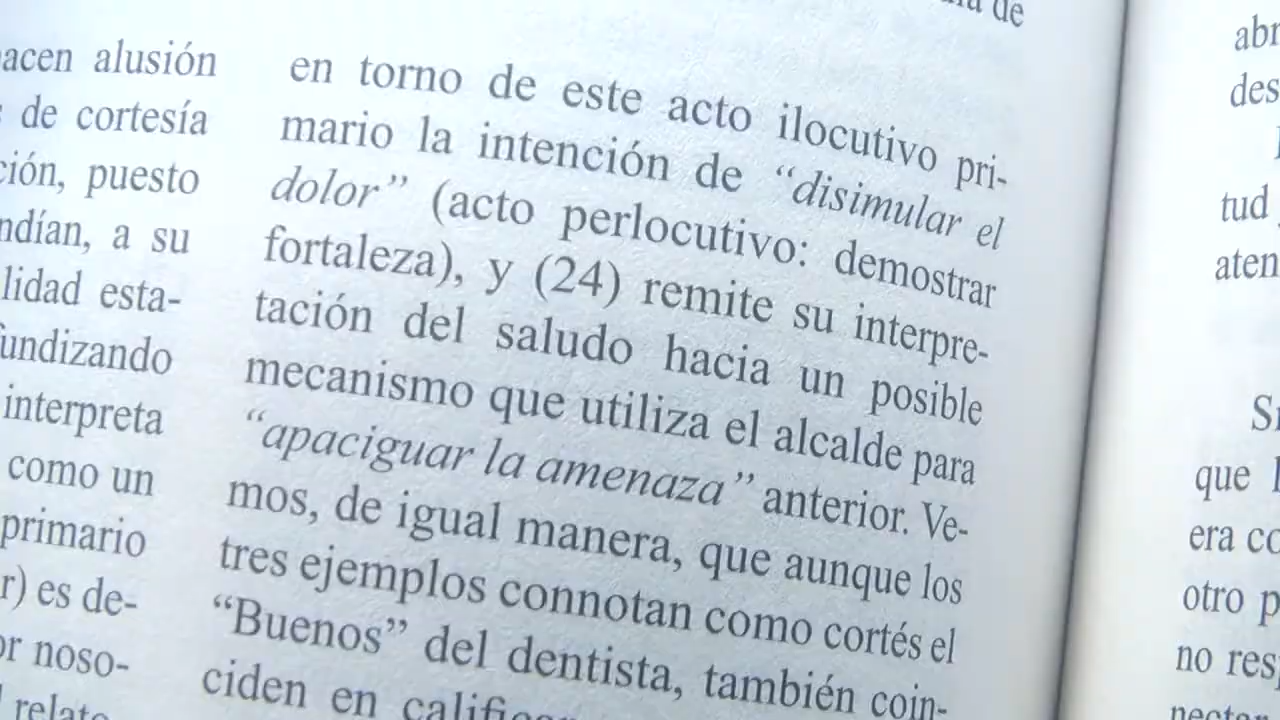 acen alusión
de cortesía
ción, puesto
ndían, a su
lidad esta-
undizando
interpreta
como un
primario
r) es de-
or noso-
relato
de
en torno de este acto ilocutivo pri-
mario la intención de “disimular el
dolor” (acto perlocutivo: demostrar
fortaleza), y (24) remite su interpre-
tación del saludo hacia un posible
mecanismo que utiliza el alcalde para
“apaciguar la amenaza” anterior. Ve-
mos, de igual manera, que aunque los
tres ejemplos connotan como cortés el
“Buenos” del dentista, también coin-
ciden en
abr
des
tud
aten
que
era co
otro p
no res